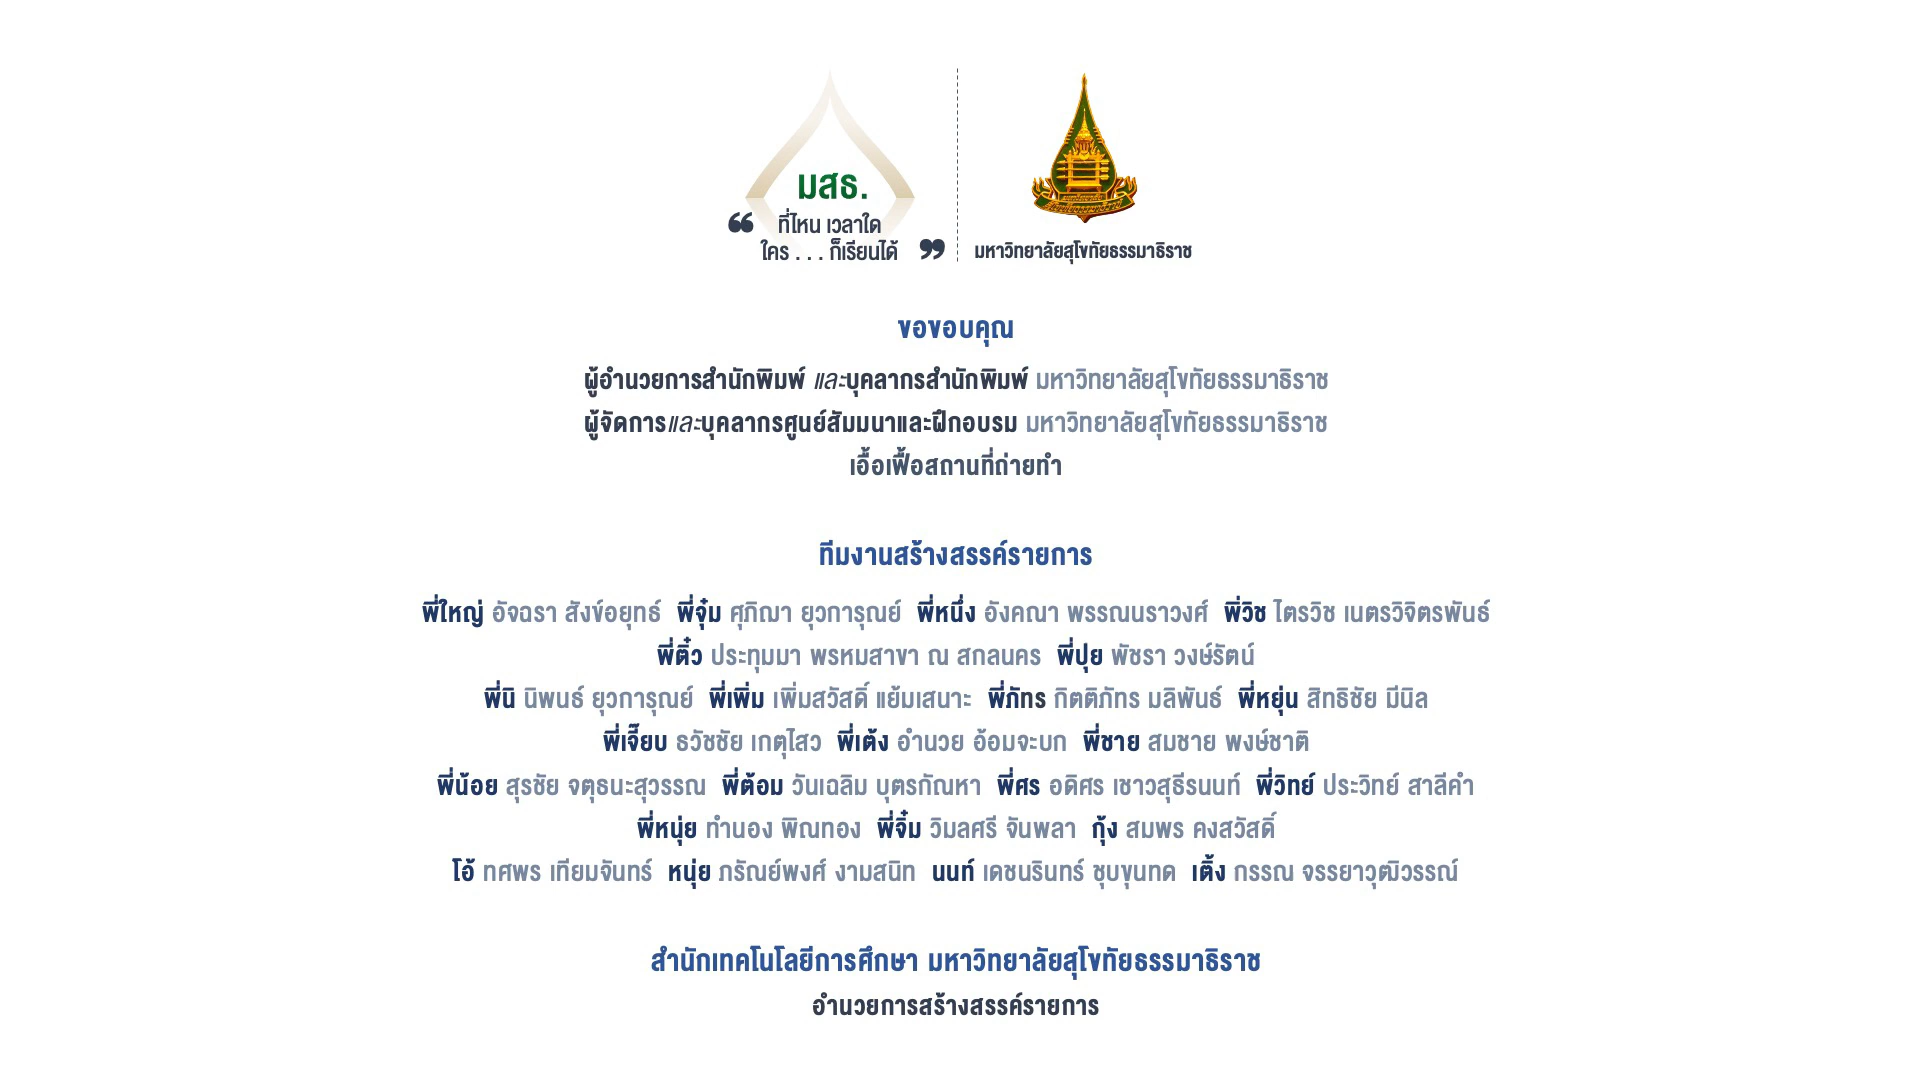 มสธ.
❝ ที่ไหน เวลาใด
ใคร . . . ก็เรียนได้ ❞
มหาวิทยาลัยสุโขทัยธรรมาธิราช
ขอขอบคุณ
ผู้อำนวยการสำนักพิมพ์ และบุคลากรสำนักพิมพ์ มหาวิทยาลัยสุโขทัยธรรมาธิราช
ผู้จัดการและบุคลากรศูนย์สัมมนาและฝึกอบรม มหาวิทยาลัยสุโขทัยธรรมาธิราช
เอื้อเฟื้อสถานที่ถ่ายทำ
ทีมงานสร้างสรรค์รายการ
พี่ใหญ่ อัจฉรา สังข์อยุทธ์ พี่จุ๋ม ศุภิฌา ยุวการุณย์ พี่หนึ่ง อังคณา พรรณนราวงศ์ พี่วิช ไตรวิช เนตรวิจิตรพันธ์
พี่ติ๋ว ประทุมมา พรหมสาขา ณ สกลนคร พี่ปุย พัชรา วงษ์รัตน์
พี่นิ นิพนธ์ ยุวการุณย์ พี่เพิ่ม เพิ่มสวัสดิ์ แย้มเสนาะ พี่ภัทร กิตติภัทร มลิพันธ์ พี่หยุ่น สิทธิชัย มีนิล
พี่เจี๊ยบ ธวัชชัย เกตุไสว พี่เต้ง อำนวย อ้อมจะบก พี่ชาย สมชาย พงษ์ชาติ
พี่น้อย สุรชัย จตุธนะสุวรรณ พี่ต้อม วันเฉลิม บุตรกัณหา พี่ศร อดิศร เชาวสุธีรนนท์ พี่วิทย์ ประวิทย์ สาลีคำ
พี่หนุ่ย ทำนอง พิณทอง พี่จิ๋ม วิมลศรี จันพลา กุ้ง สมพร คงสวัสดิ์
โอ้ ทศพร เทียมจันทร์ หนุ่ย ภรัณย์พงศ์ งามสนิท นนท์ เดชนรินทร์ ชุบขุนทด เติ้ง กรรณ จรรยาวุฒิวรรณ์
สำนักเทคโนโลยีการศึกษา มหาวิทยาลัยสุโขทัยธรรมาธิราช
อำนวยการสร้างสรรค์รายการ